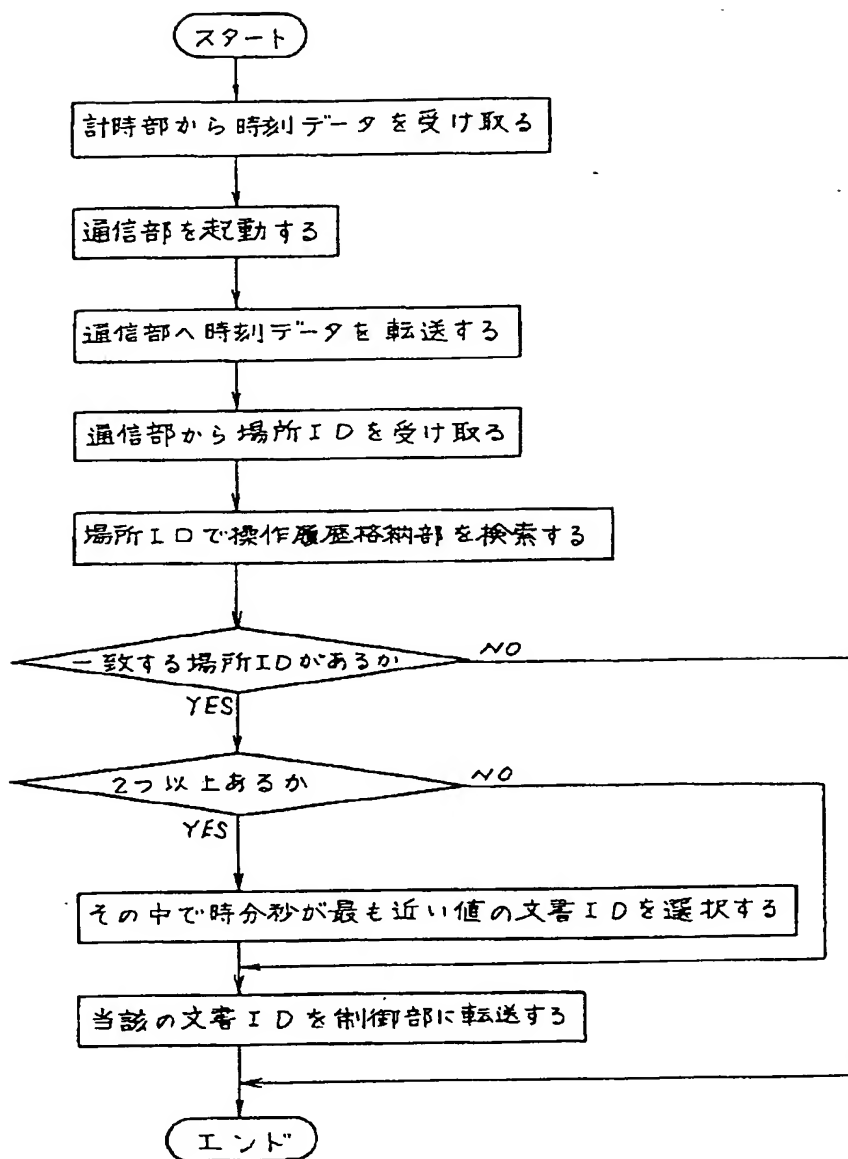 スタート
計時部から時刻データを受け取る
通信部を起動する
通信部へ時刻データを転送する
通信部から場所IDを受け取る
場所IDで操作履歴格納部を検索する
一致する場所IDがあるか
NO
YES
2つ以上あるか
NO
YES
その中で時分秒が最も近い値の文書IDを選択する
当該の文書IDを制御部に転送する
エンド